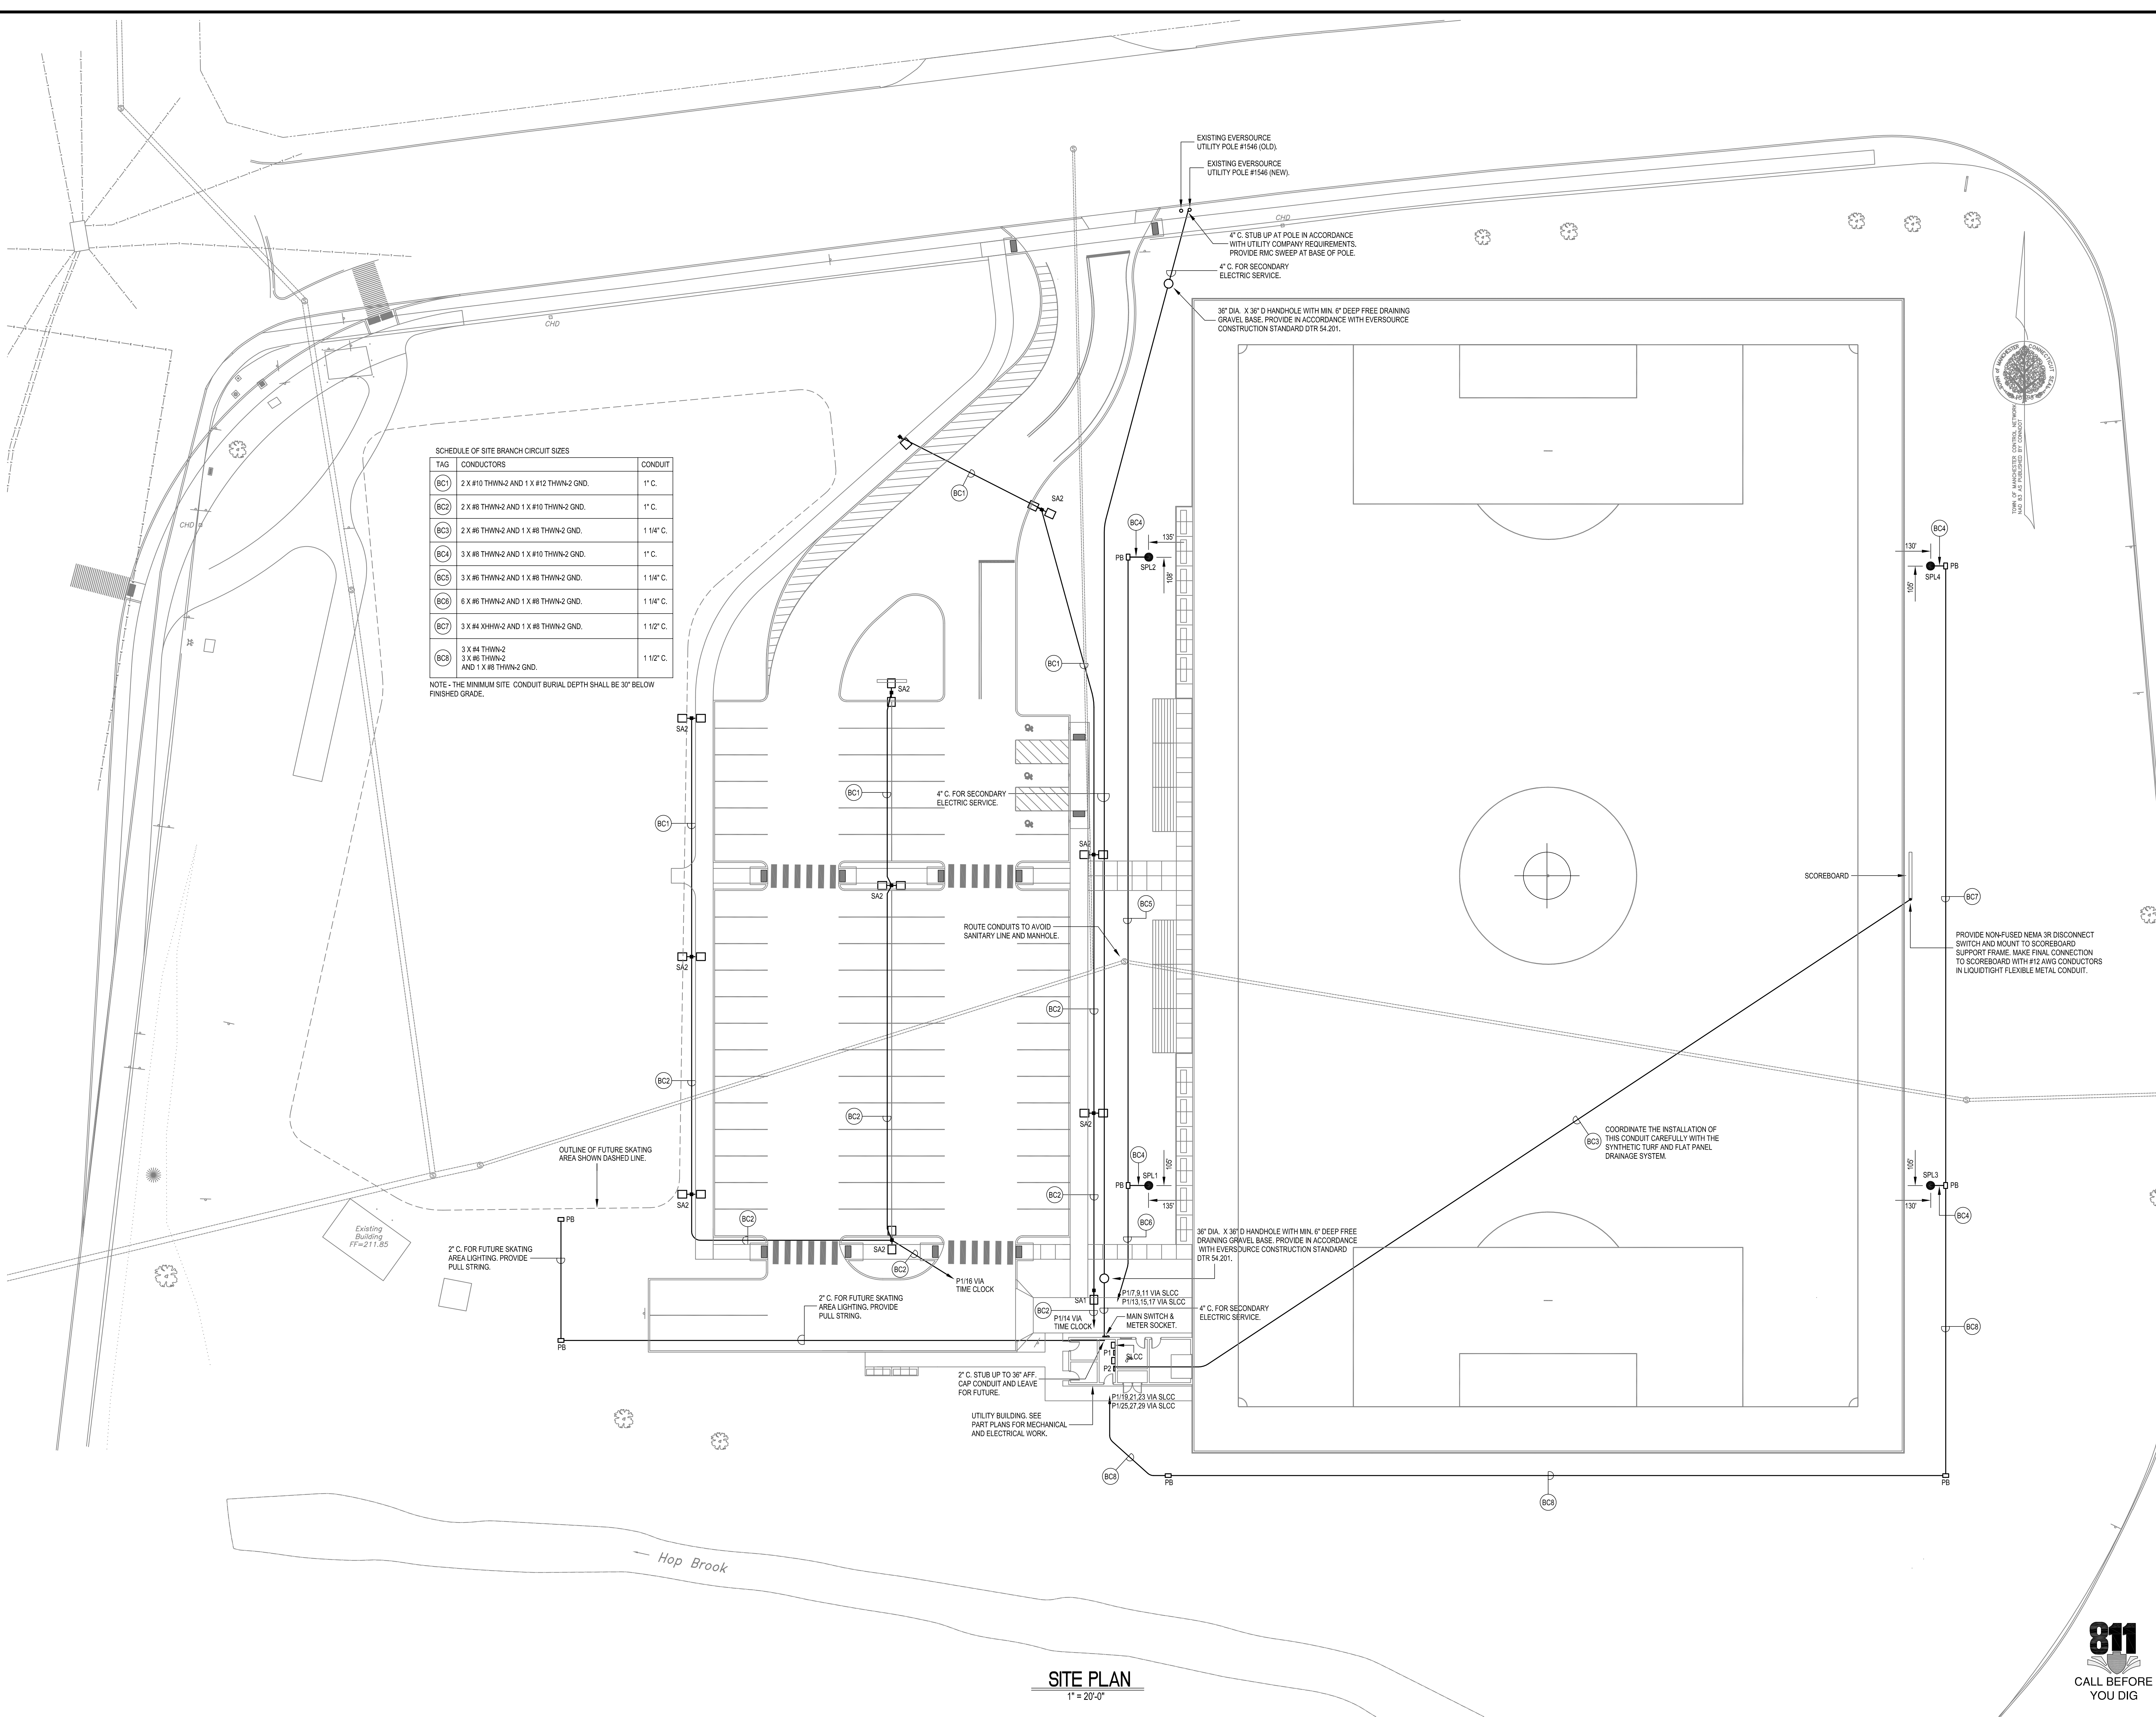 EXISTING EVERSOURCE
UTILITY POLE #1546 (OLD).
EXISTING EVERSOURCE
UTILITY POLE #1546 (NEW).
CHD
4" C. STUB UP AT POLE IN ACCORDANCE
WITH UTILITY COMPANY REQUIREMENTS.
PROVIDE RMC SWEEP AT BASE OF POLE.
4" C. FOR SECONDARY
ELECTRIC SERVICE.
36" DIA. X 36" D HANDHOLE WITH MIN. 6" DEEP FREE DRAINING
GRAVEL BASE. PROVIDE IN ACCORDANCE WITH EVERSOURCE
CONSTRUCTION STANDARD DTR 54.201.
CHD
TOWN of MANCHESTER CONNECTICUT SEAL
TOWN OF MANCHESTER CONTROL NETWORK
NAD 83 AS PUBLISHED BY CONNDOT
SCHEDULE OF SITE BRANCH CIRCUIT SIZES
TAG CONDUCTORS CONDUIT
BC1 2 X #10 THWN-2 AND 1 X #12 THWN-2 GND. 1" C.
BC2 2 X #8 THWN-2 AND 1 X #10 THWN-2 GND. 1" C.
BC3 2 X #6 THWN-2 AND 1 X #8 THWN-2 GND. 1 1/4" C.
BC4 3 X #8 THWN-2 AND 1 X #10 THWN-2 GND. 1" C.
BC5 3 X #6 THWN-2 AND 1 X #8 THWN-2 GND. 1 1/4" C.
BC6 6 X #6 THWN-2 AND 1 X #8 THWN-2 GND. 1 1/4" C.
BC7 3 X #4 XHHW-2 AND 1 X #8 THWN-2 GND. 1 1/2" C.
BC8 3 X #4 THWN-2
3 X #6 THWN-2
AND 1 X #8 THWN-2 GND. 1 1/2" C.
NOTE - THE MINIMUM SITE CONDUIT BURIAL DEPTH SHALL BE 30" BELOW
FINISHED GRADE.
CHD
BC1
SA2
BC4
135'
PB
SPL2
108'
BC4
130'
PB
SPL4
105'
BC1
SA2
SA2
BC1
BC1
4" C. FOR SECONDARY
ELECTRIC SERVICE.
SA2
SA2
SCOREBOARD
BC5
BC7
ROUTE CONDUITS TO AVOID
SANITARY LINE AND MANHOLE.
PROVIDE NON-FUSED NEMA 3R DISCONNECT
SWITCH AND MOUNT TO SCOREBOARD
SUPPORT FRAME. MAKE FINAL CONNECTION
TO SCOREBOARD WITH #12 AWG CONDUCTORS
IN LIQUIDTIGHT FLEXIBLE METAL CONDUIT.
SA2
BC2
BC2
BC2
SA2
BC3
COORDINATE THE INSTALLATION OF
THIS CONDUIT CAREFULLY WITH THE
SYNTHETIC TURF AND FLAT PANEL
DRAINAGE SYSTEM.
OUTLINE OF FUTURE SKATING
AREA SHOWN DASHED LINE.
BC4
105'
SPL1
PB
135'
105'
SPL3
PB
130'
BC4
BC2
SA2
BC2
PB
BC6
Existing
Building
FF=211.85
2" C. FOR FUTURE SKATING
AREA LIGHTING. PROVIDE
PULL STRING.
SA2
BC2
36" DIA. X 36" D HANDHOLE WITH MIN. 6" DEEP FREE
DRAINING GRAVEL BASE. PROVIDE IN ACCORDANCE
WITH EVERSOURCE CONSTRUCTION STANDARD
DTR 54.201.
P1/16 VIA
TIME CLOCK
2" C. FOR FUTURE SKATING
AREA LIGHTING. PROVIDE
PULL STRING.
SA1
P1/7,9,11 VIA SLCC
P1/13,15,17 VIA SLCC
BC2
P1/14 VIA
TIME CLOCK
MAIN SWITCH &
METER SOCKET.
4" C. FOR SECONDARY
ELECTRIC SERVICE.
BC8
PB
P1
SLCC
P2
2" C. STUB UP TO 36" AFF.
CAP CONDUIT AND LEAVE
FOR FUTURE.
P1/19,21,23 VIA SLCC
P1/25,27,29 VIA SLCC
UTILITY BUILDING. SEE
PART PLANS FOR MECHANICAL
AND ELECTRICAL WORK.
BC8
PB
BC8
PB
Hop Brook
SITE PLAN
1" = 20'-0"
811
CALL BEFORE
YOU DIG